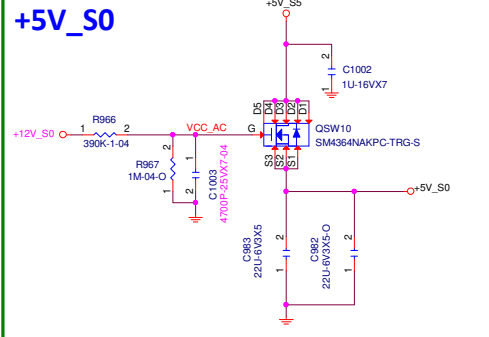 +5V_S0
+5V_S5
2
C1002
1
1U-16VX7
D5
D4
D3
D2
D1
R966
+12V_S0
1
2
VCC_AC
G
QSW10
390K-1-04
SM4364NAKPC-TRG-S
2
R967
1M-04-O
1
2
C1003
4700P-25VX7-04
1
S3
S2
S1
+5V_S0
C983
22U-6V3X5
2
1
C982
22U-6V3X5-O
2
1